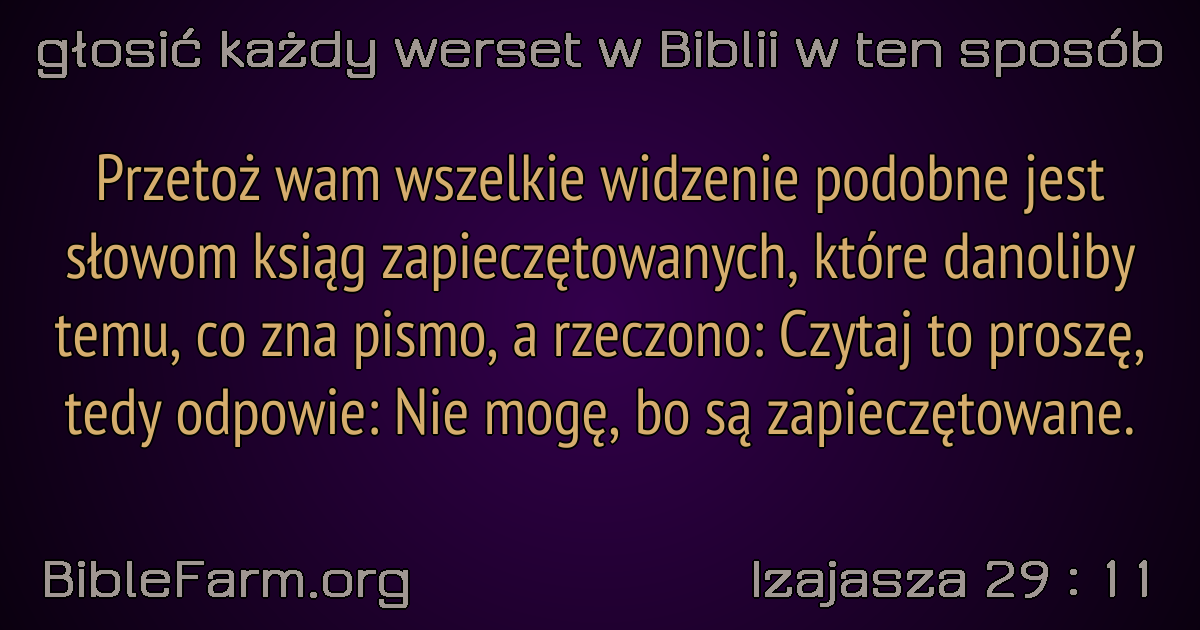 głosić każdy werset w Biblii w ten sposób
Przetoż wam wszelkie widzenie podobne jest
słowom ksiąg zapieczętowanych, które danoliby
temu, co zna pismo, a rzeczono: Czytaj to proszę,
tedy odpowie: Nie mogę, bo są zapieczętowane.
BibleFarm.org
Izajasza 29 : 11